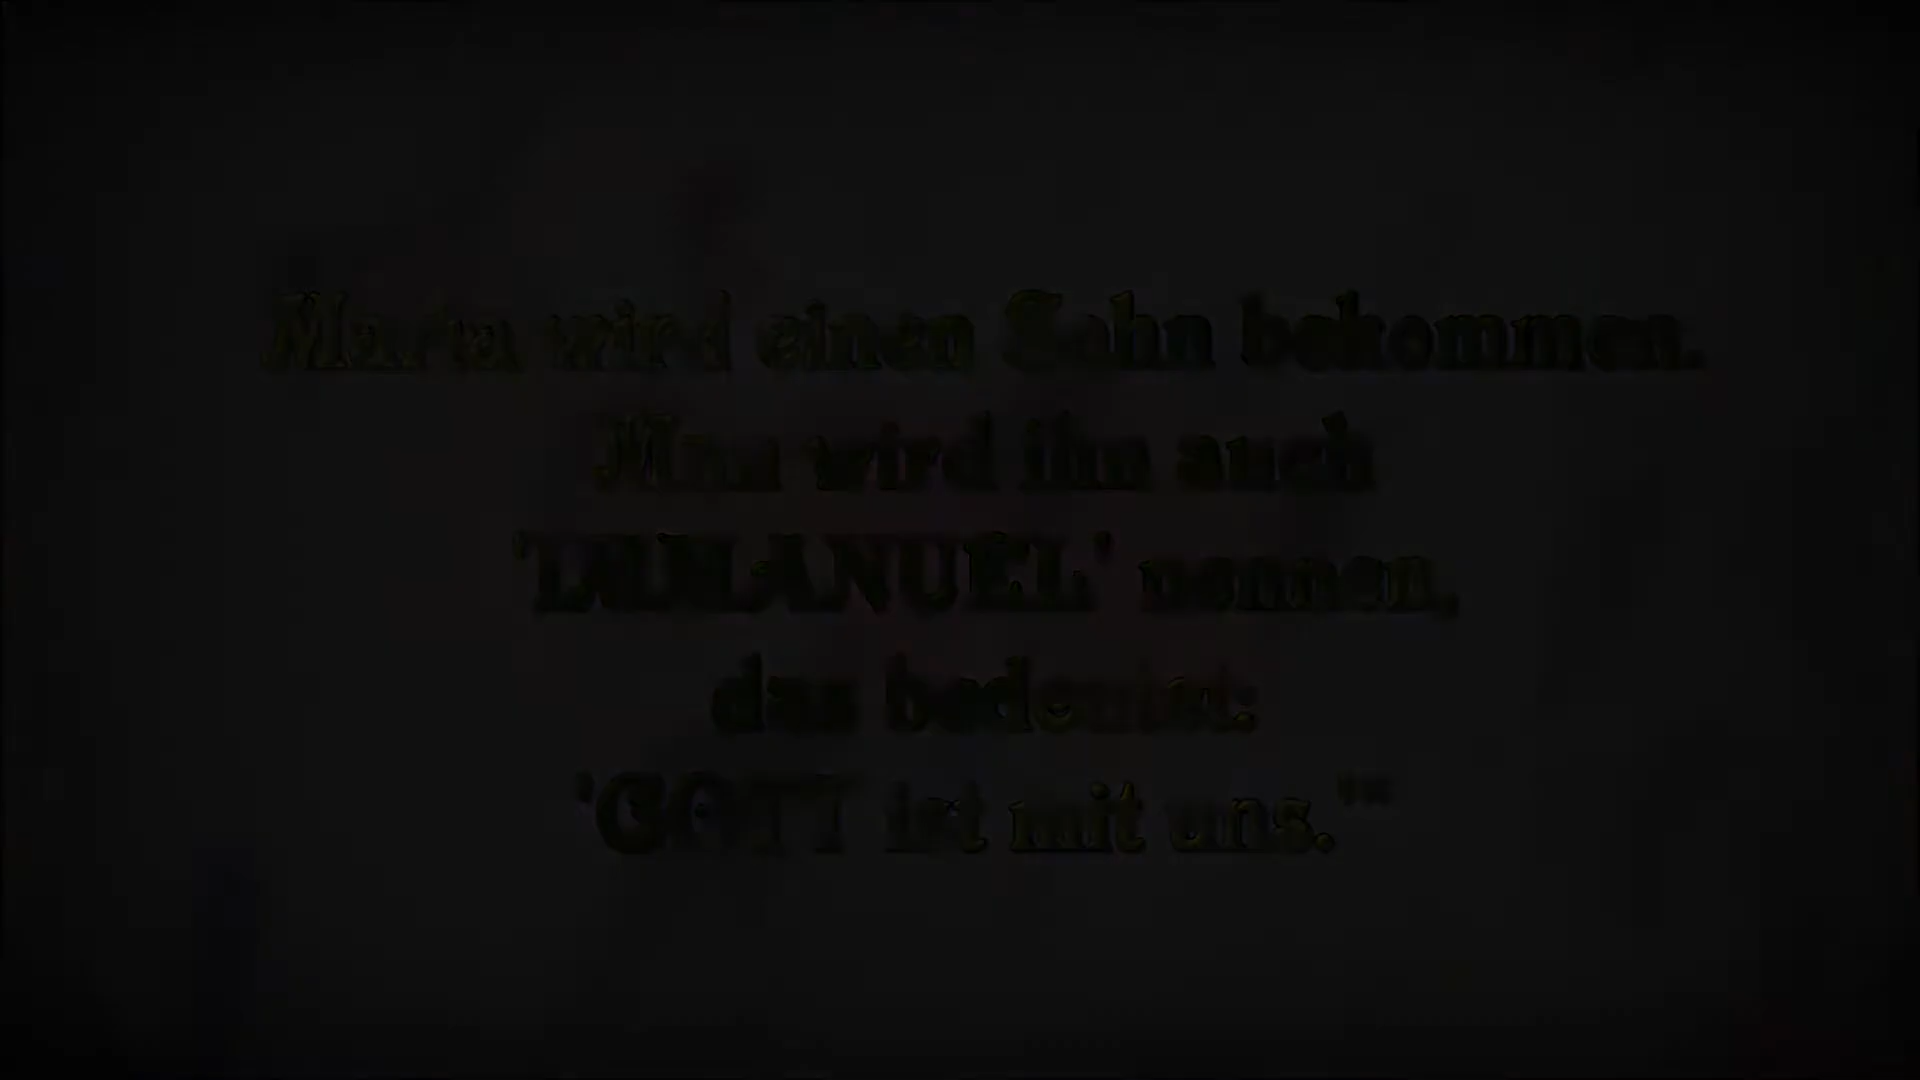 Maria wird einen Sohn bekommen.
Man wird ihn auch
'IMMANUEL' nennen,
das bedeutet:
'GOTT ist mit uns.'"